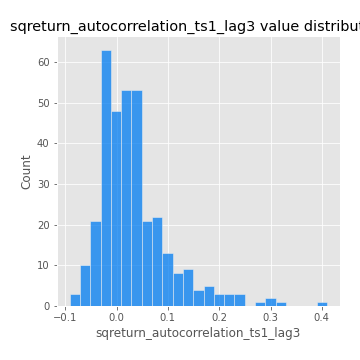 sqreturn_autocorrelation_ts1_lag3 value distribut
60
50
40
30
20
10
0
Count
−0.1 0.0 0.1 0.2 0.3 0.4
sqreturn_autocorrelation_ts1_lag3